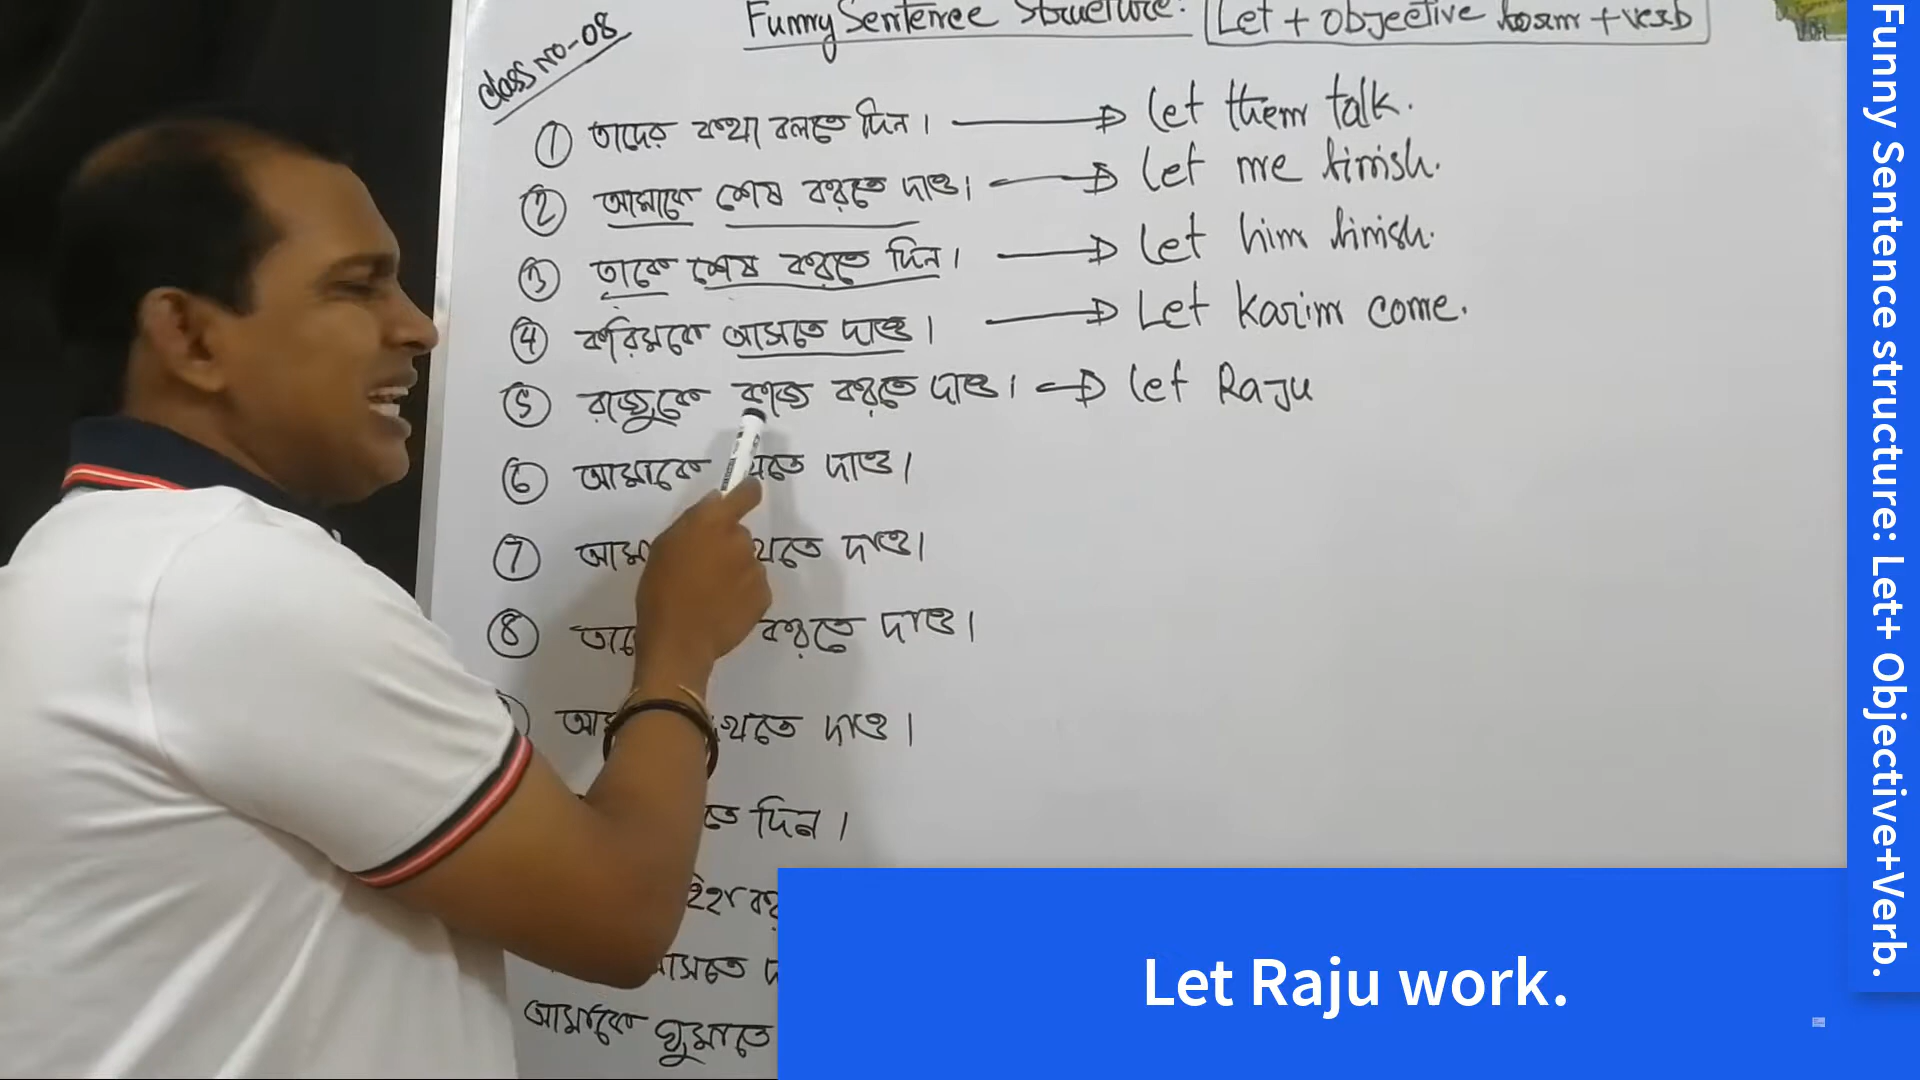 Class No-08
Funny Sentence Structure: Let + objective form + verb
① তাদের কথা বলতে দিন। → Let them talk.
② আমাকে শেষ করতে দাও। → Let me finish.
③ তাকে শেষ করতে দিন। → Let him finish.
④ করিমকে আসতে দাও। → Let Karim come.
⑤ রাজুকে কাজ করতে দাও। → Let Raju
⑥ আমাকে দাও।
⑦ দাও।
⑧ করতে দাও।
দাও।
দিন।
আমাকে ঘুমাতে
Let Raju work.
Funny Sentence structure: Let+ Objective+Verb.